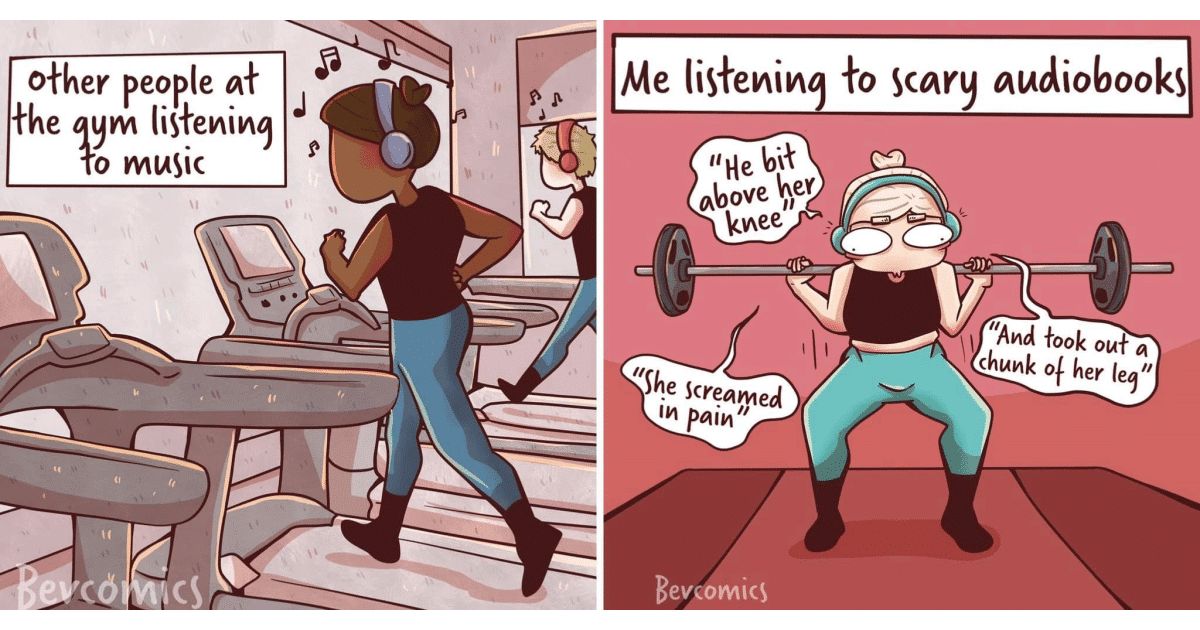 other people at
the gym listening
to music
Bevcomics
Me listening to scary audiobooks
"He bit
above her
knee"
"And took out a
chunk of her leg"
"She screamed
in pain"
Bevcomics